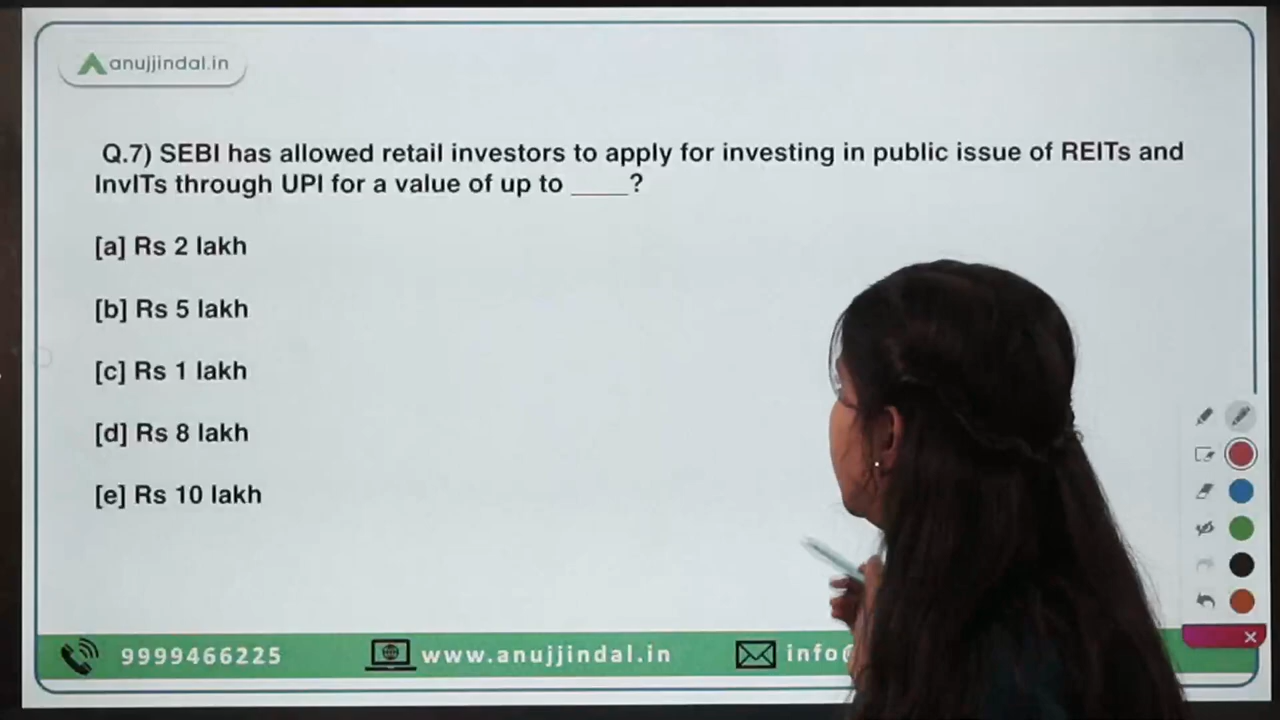 anujjindal.in
Q.7) SEBI has allowed retail investors to apply for investing in public issue of REITs and
InvITs through UPI for a value of up to ____?
[a] Rs 2 lakh
[b] Rs 5 lakh
[c] Rs 1 lakh
[d] Rs 8 lakh
[e] Rs 10 lakh
9999466225 www.anujjindal.in info@